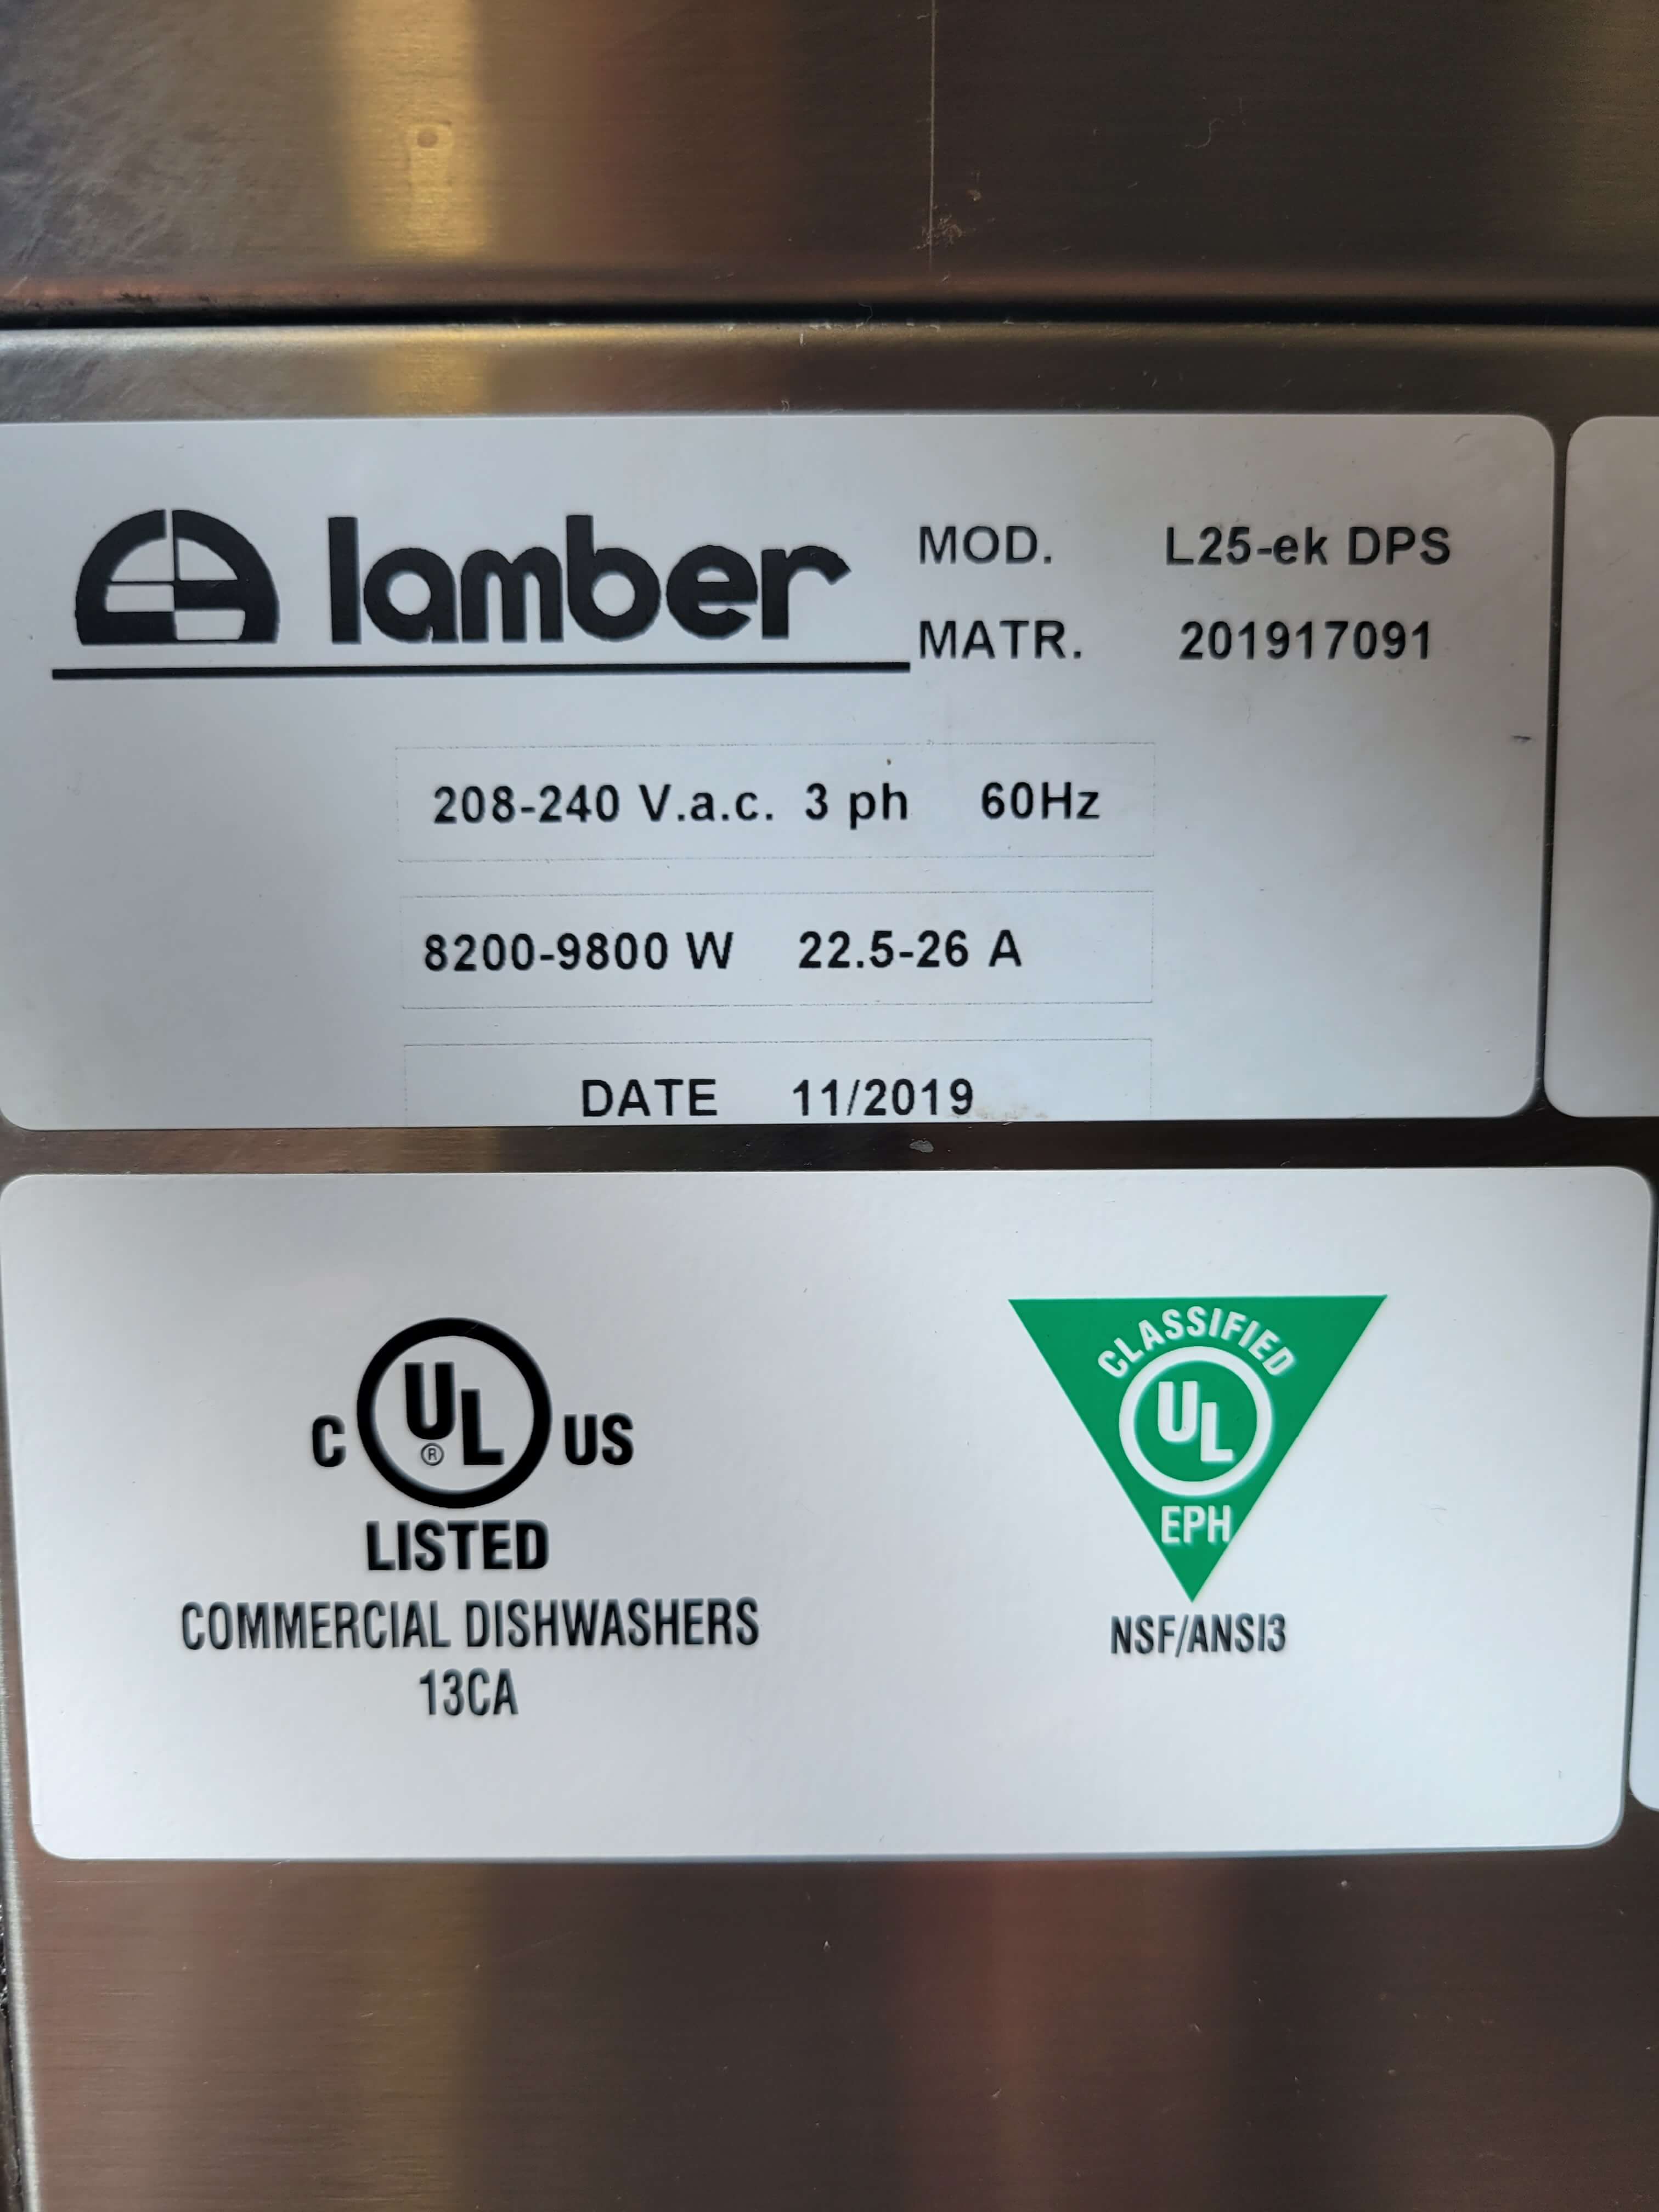 lamber
MOD. L25-ek DPS
MATR. 201917091
208-240 V.a.c. 3 ph 60Hz
8200-9800 W 22.5-26 A
DATE 11/2019
C UL ® US
LISTED
COMMERCIAL DISHWASHERS
13CA
CLASSIFIED
UL
EPH
NSF/ANSI3